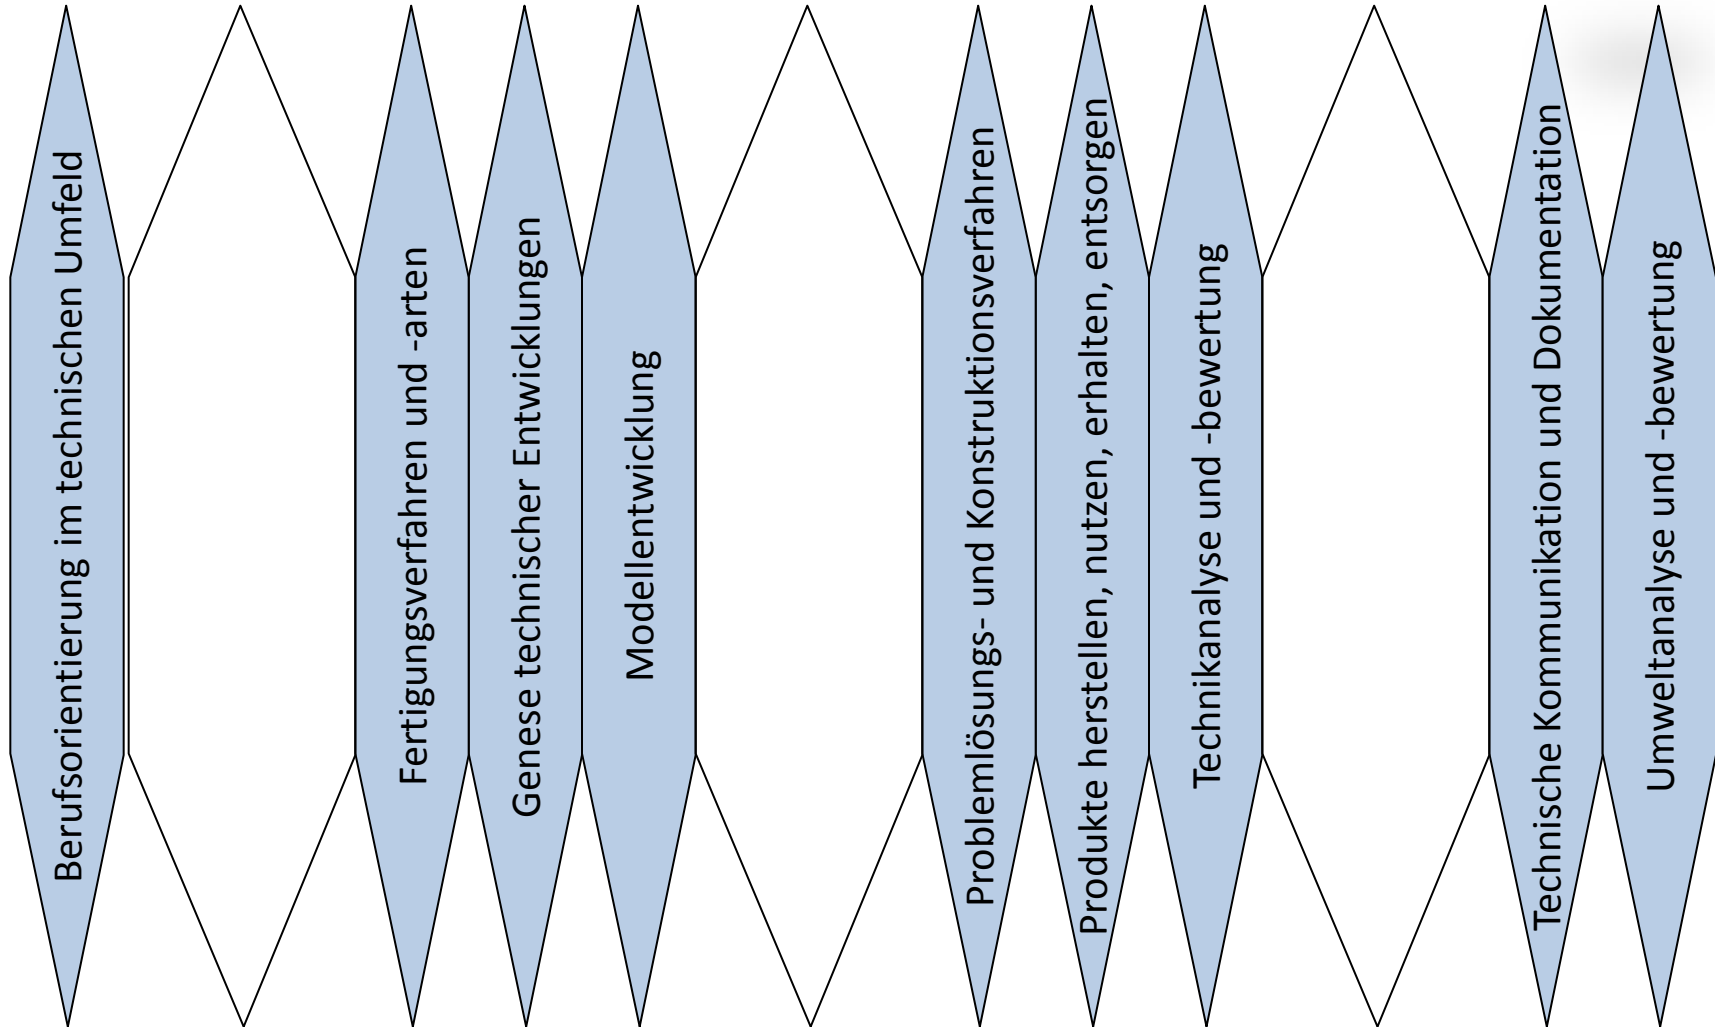 Berufsorientierung im technischen Umfeld
Fertigungsverfahren und -arten
Genese technischer Entwicklungen
Modellentwicklung
Problemlösungs- und Konstruktionsverfahren
Produkte herstellen, nutzen, erhalten, entsorgen
Technikanalyse und -bewertung
Technische Kommunikation und Dokumentation
Umweltanalyse und -bewertung